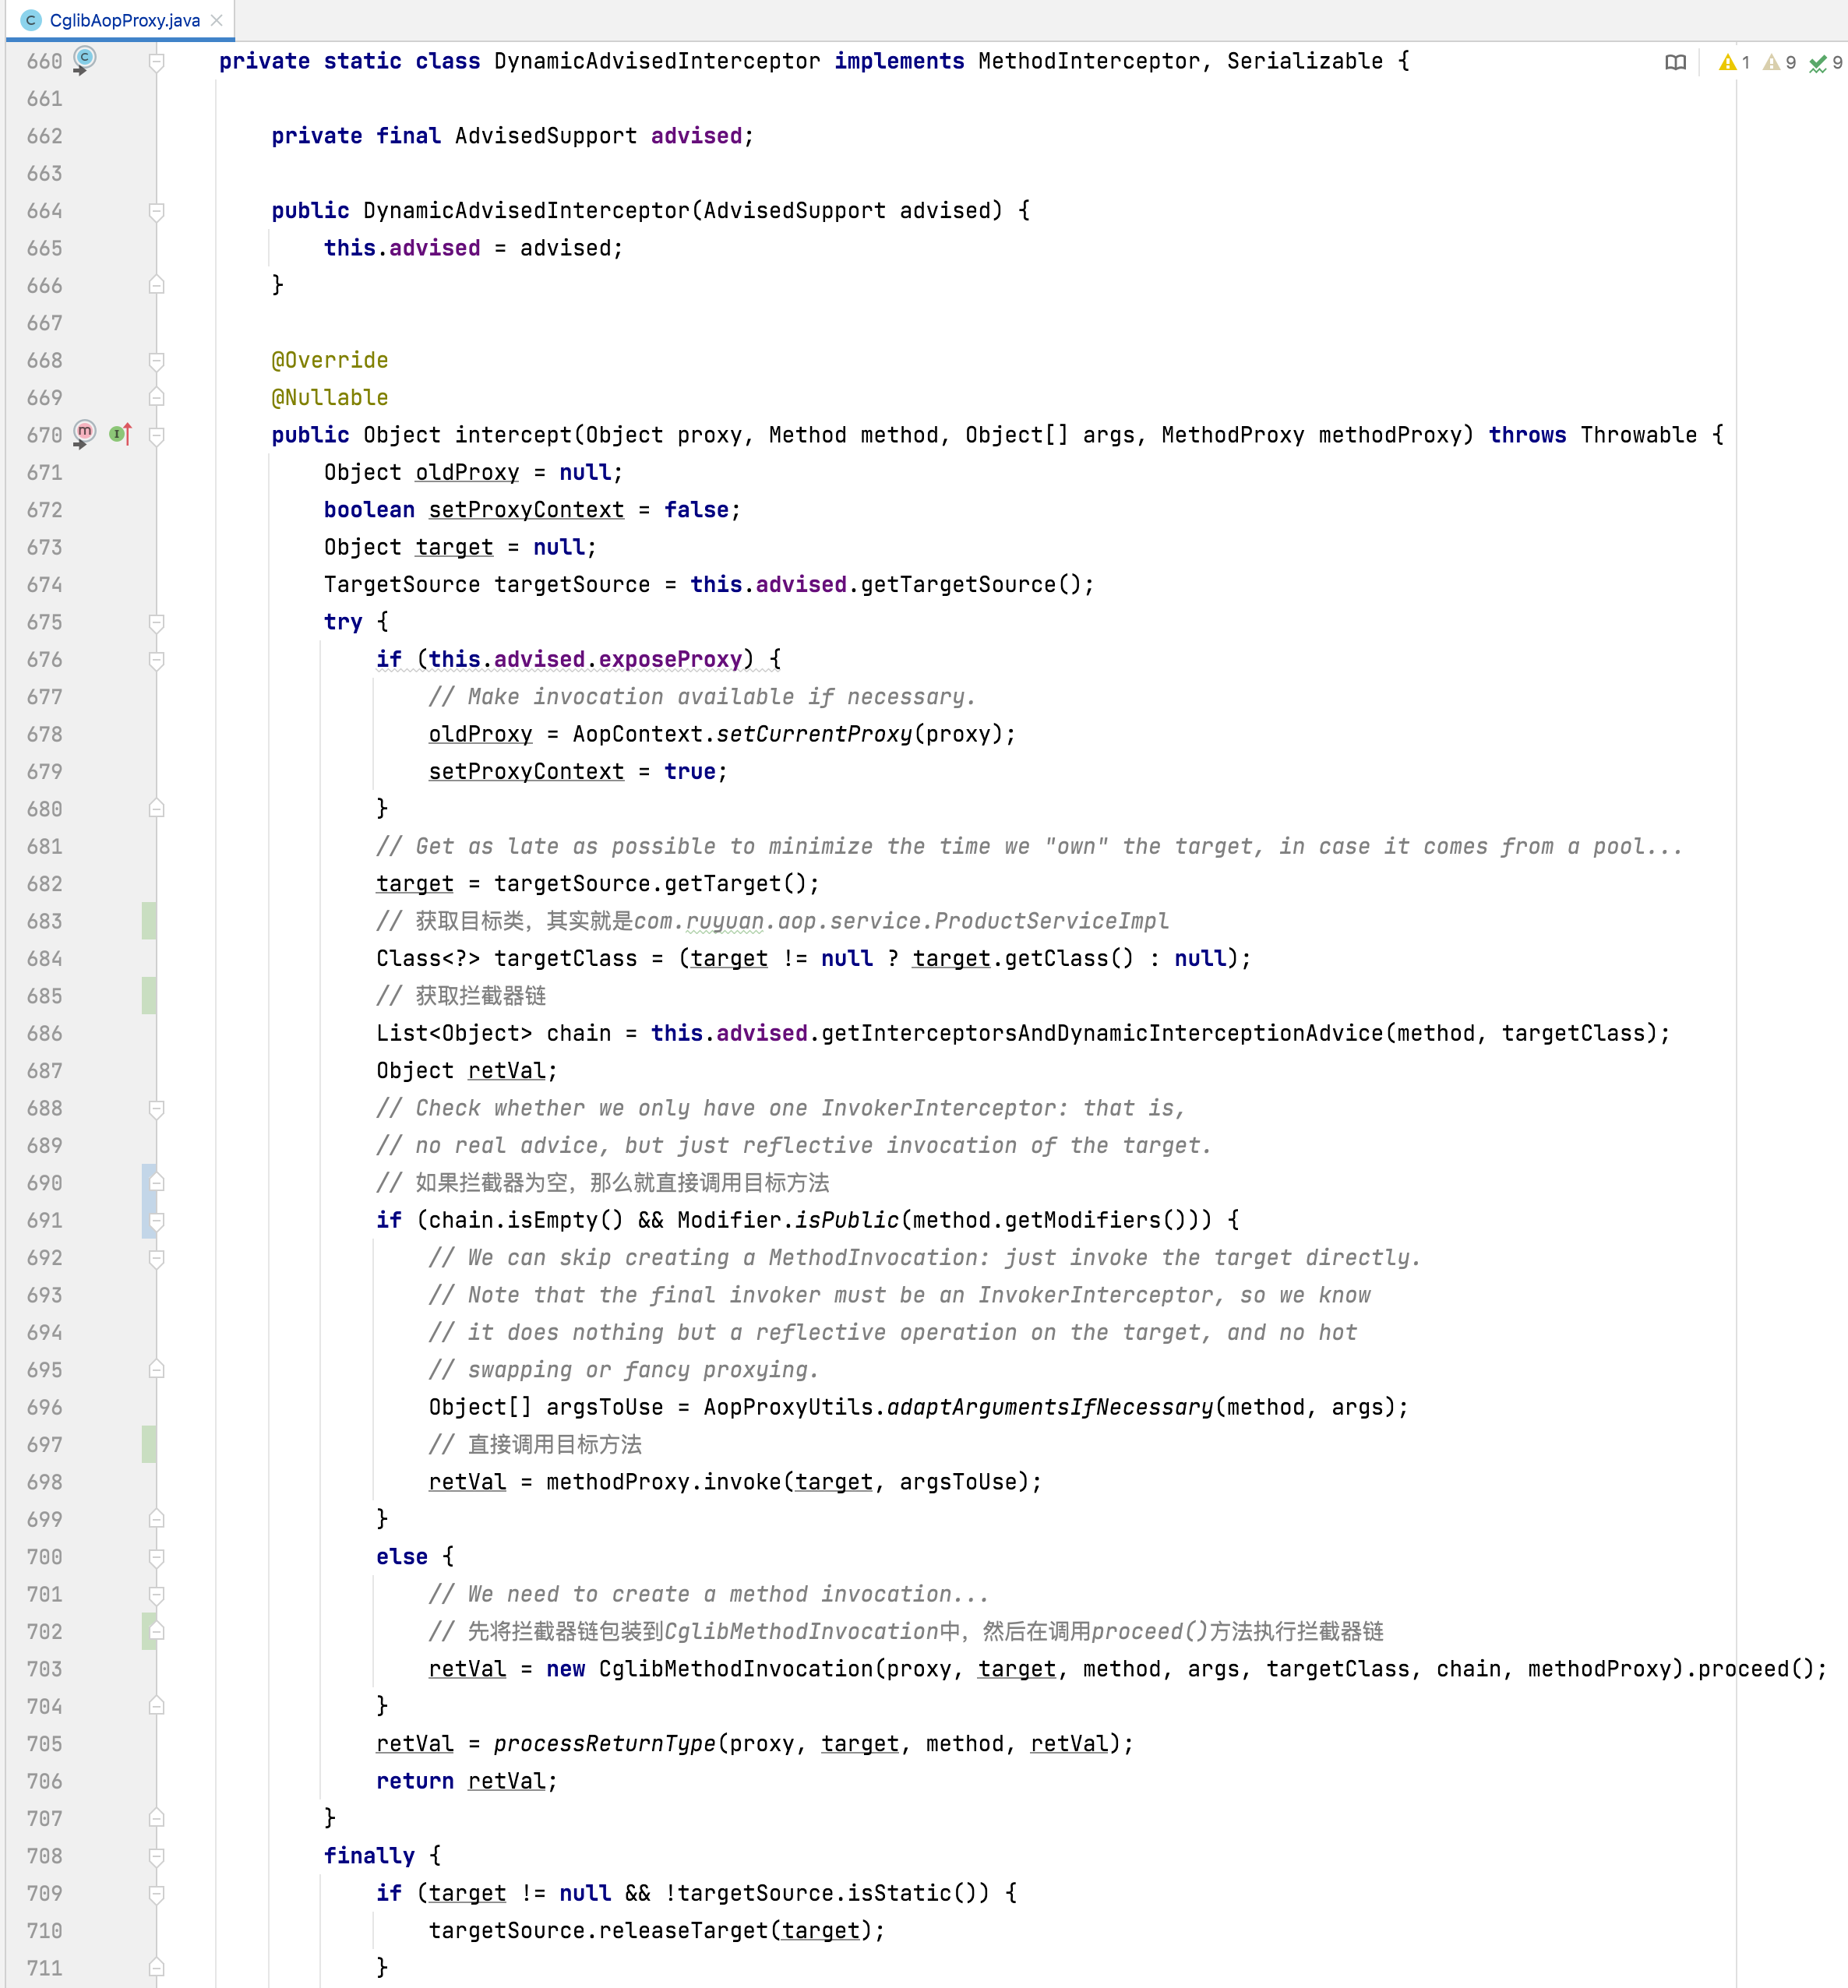 CglibAopProxy.java
1 9 9
660 private static class DynamicAdvisedInterceptor implements MethodInterceptor, Serializable {
661
662 private final AdvisedSupport advised;
663
664 public DynamicAdvisedInterceptor(AdvisedSupport advised) {
665 this.advised = advised;
666 }
667
668 @Override
669 @Nullable
670 public Object intercept(Object proxy, Method method, Object[] args, MethodProxy methodProxy) throws Throwable {
671 Object oldProxy = null;
672 boolean setProxyContext = false;
673 Object target = null;
674 TargetSource targetSource = this.advised.getTargetSource();
675 try {
676 if (this.advised.exposeProxy) {
677 // Make invocation available if necessary.
678 oldProxy = AopContext.setCurrentProxy(proxy);
679 setProxyContext = true;
680 }
681 // Get as late as possible to minimize the time we "own" the target, in case it comes from a pool...
682 target = targetSource.getTarget();
683 // 获取目标类，其实就是com.ruyuan.aop.service.ProductServiceImpl
684 Class<?> targetClass = (target != null ? target.getClass() : null);
685 // 获取拦截器链
686 List<Object> chain = this.advised.getInterceptorsAndDynamicInterceptionAdvice(method, targetClass);
687 Object retVal;
688 // Check whether we only have one InvokerInterceptor: that is,
689 // no real advice, but just reflective invocation of the target.
690 // 如果拦截器为空，那么就直接调用目标方法
691 if (chain.isEmpty() && Modifier.isPublic(method.getModifiers())) {
692 // We can skip creating a MethodInvocation: just invoke the target directly.
693 // Note that the final invoker must be an InvokerInterceptor, so we know
694 // it does nothing but a reflective operation on the target, and no hot
695 // swapping or fancy proxying.
696 Object[] argsToUse = AopProxyUtils.adaptArgumentsIfNecessary(method, args);
697 // 直接调用目标方法
698 retVal = methodProxy.invoke(target, argsToUse);
699 }
700 else {
701 // We need to create a method invocation...
702 // 先将拦截器链包装到CglibMethodInvocation中，然后在调用proceed()方法执行拦截器链
703 retVal = new CglibMethodInvocation(proxy, target, method, args, targetClass, chain, methodProxy).proceed();
704 }
705 retVal = processReturnType(proxy, target, method, retVal);
706 return retVal;
707 }
708 finally {
709 if (target != null && !targetSource.isStatic()) {
710 targetSource.releaseTarget(target);
711 }